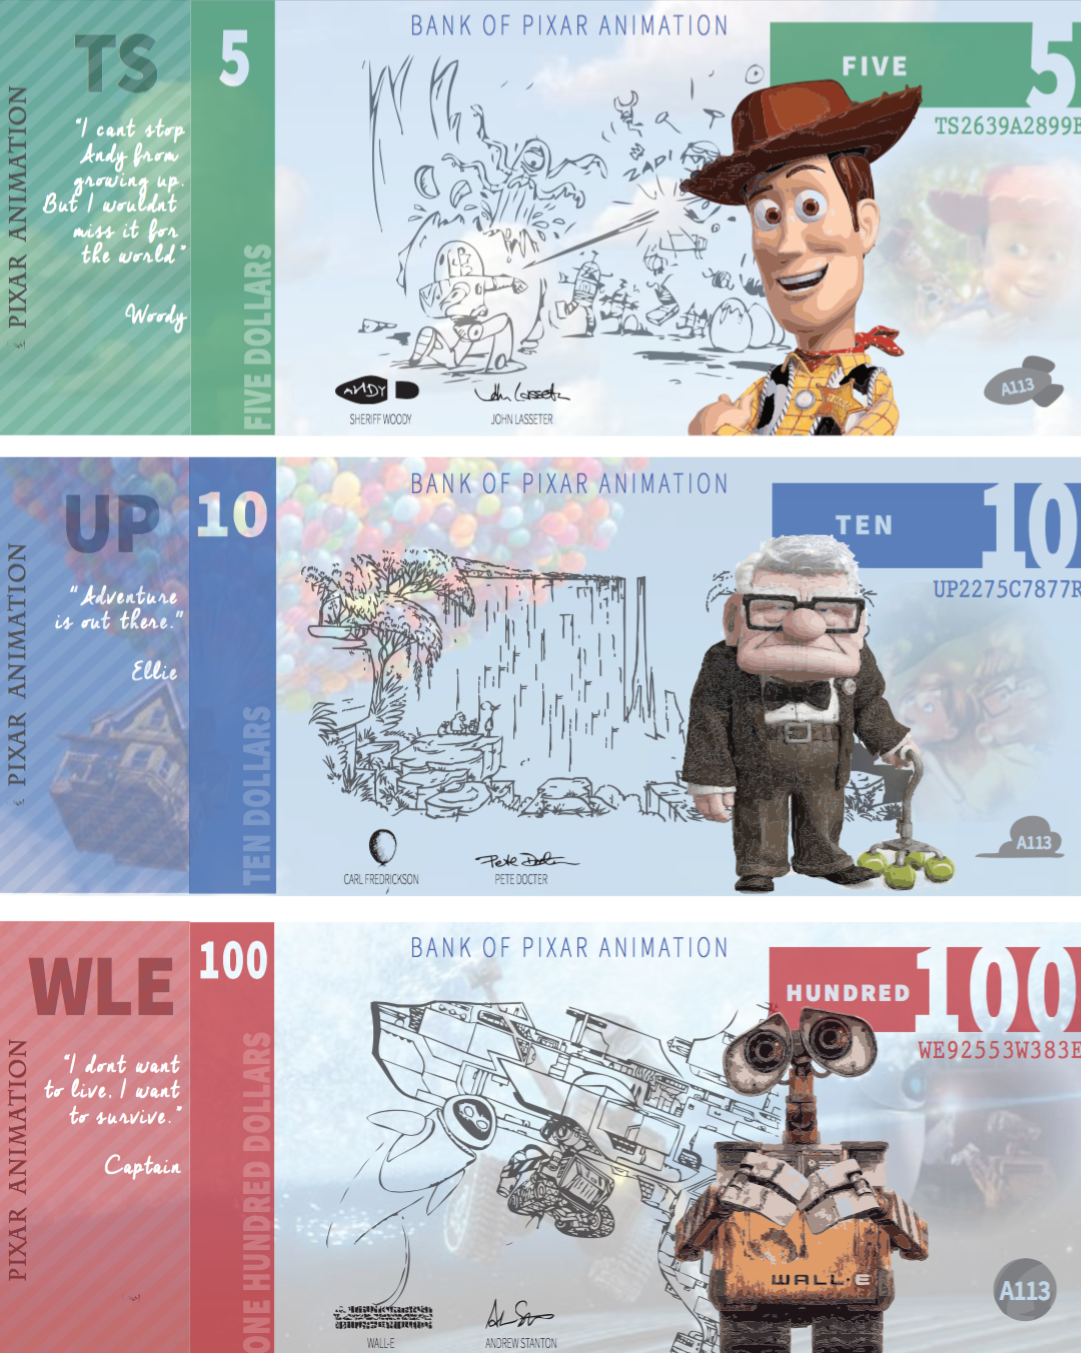 PIXAR ANIMATION
TS
"I cant stop
Andy from
growing up.
But I wouldnt
miss it for
the world"
Woody
5
FIVE DOLLARS
BANK OF PIXAR ANIMATION
ZAP!
FIVE
5
TS2639A2899E
ANDY
SHERIFF WOODY
John Lasseter
JOHN LASSETER
A113
PIXAR ANIMATION
UP
"Adventure
is out there."
Ellie
10
TEN DOLLARS
BANK OF PIXAR ANIMATION
TEN
10
UP2275C7877R
CARL FREDRICKSON
Pete Docter
PETE DOCTER
A113
PIXAR ANIMATION
WLE
"I dont want
to live, I want
to survive."
Captain
100
ONE HUNDRED DOLLARS
BANK OF PIXAR ANIMATION
HUNDRED
100
WE92553W383E
WALL·E
WALL-E
ANDREW STANTON
A113